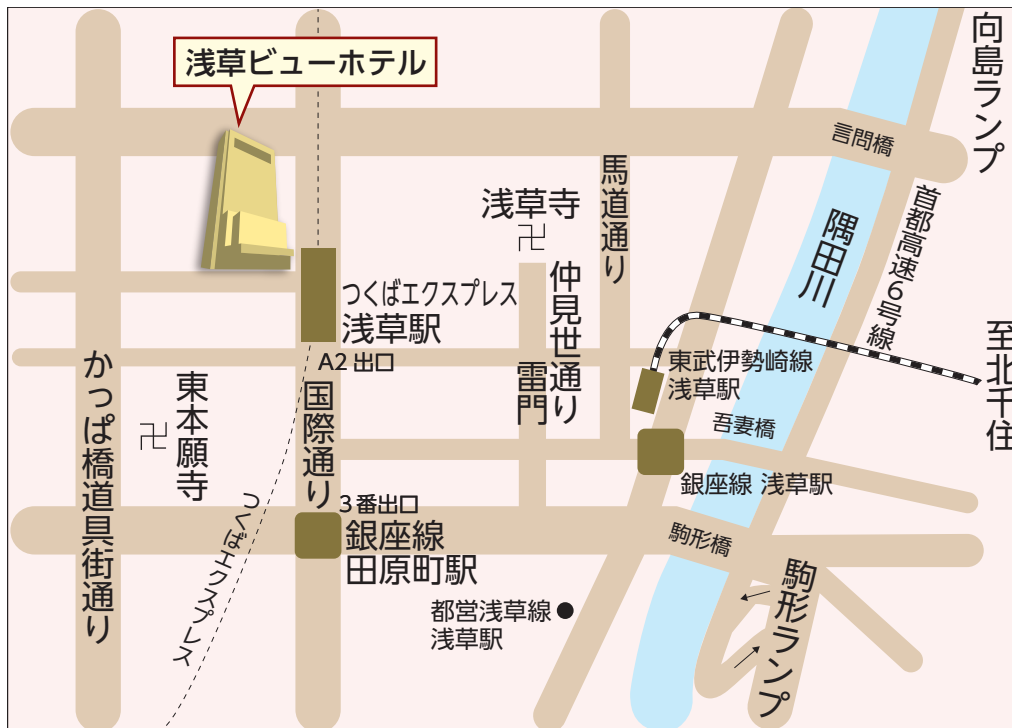 浅草ビューホテル
向島ランプ
言問橋
馬道通り
浅草寺
卍
隅田川
首都高速6号線
つくばエクスプレス
浅草駅
A2出口
仲見世通り
雷門
東武伊勢崎線
浅草駅
至北千住
かっぱ橋道具街通り
東本願寺
卍
国際通り
吾妻橋
銀座線 浅草駅
3番出口
銀座線
田原町駅
つくばエクスプレス
駒形橋
駒形ランプ
都営浅草線
浅草駅